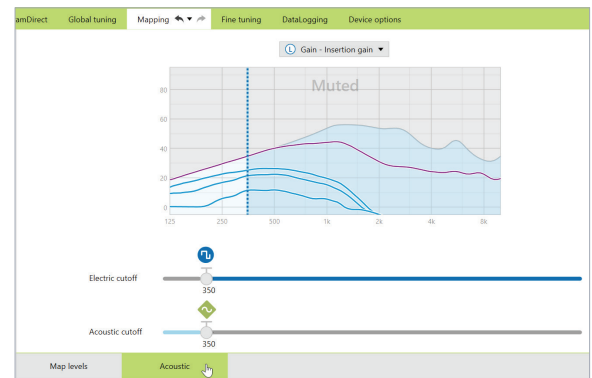 amDirect Global tuning Mapping Fine tuning DataLogging Device options
L Gain - Insertion gain
Muted
80
60
40
20
0
125 250 500 1k 2k 4k 8k
Electric cutoff
350
Acoustic cutoff
350
Map levels Acoustic